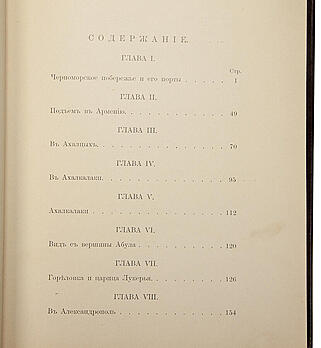 СОДЕРЖАНІЕ.
ГЛАВА I.
Стр.
Черноморское побережье и его порты . . . . . 1
ГЛАВА II.
Подъемъ въ Арменію. . . . . . . . . . . . 49
ГЛАВА III.
Въ Ахалцыхъ. . . . . . . . . . . . . . 70
ГЛАВА IV.
Въ Ахалкалаки. . . . . . . . . . . . . . 95
ГЛАВА V.
Ахалкалаки . . . . . . . . . . . . . . 112
ГЛАВА VI.
Видъ съ вершины Абула . . . . . . . . . . 120
ГЛАВА VII.
Горѣловка и царица Лукерья. . . . . . . . . 126
ГЛАВА VIII.
Въ Александрополь . . . . . . . . . . . . 154